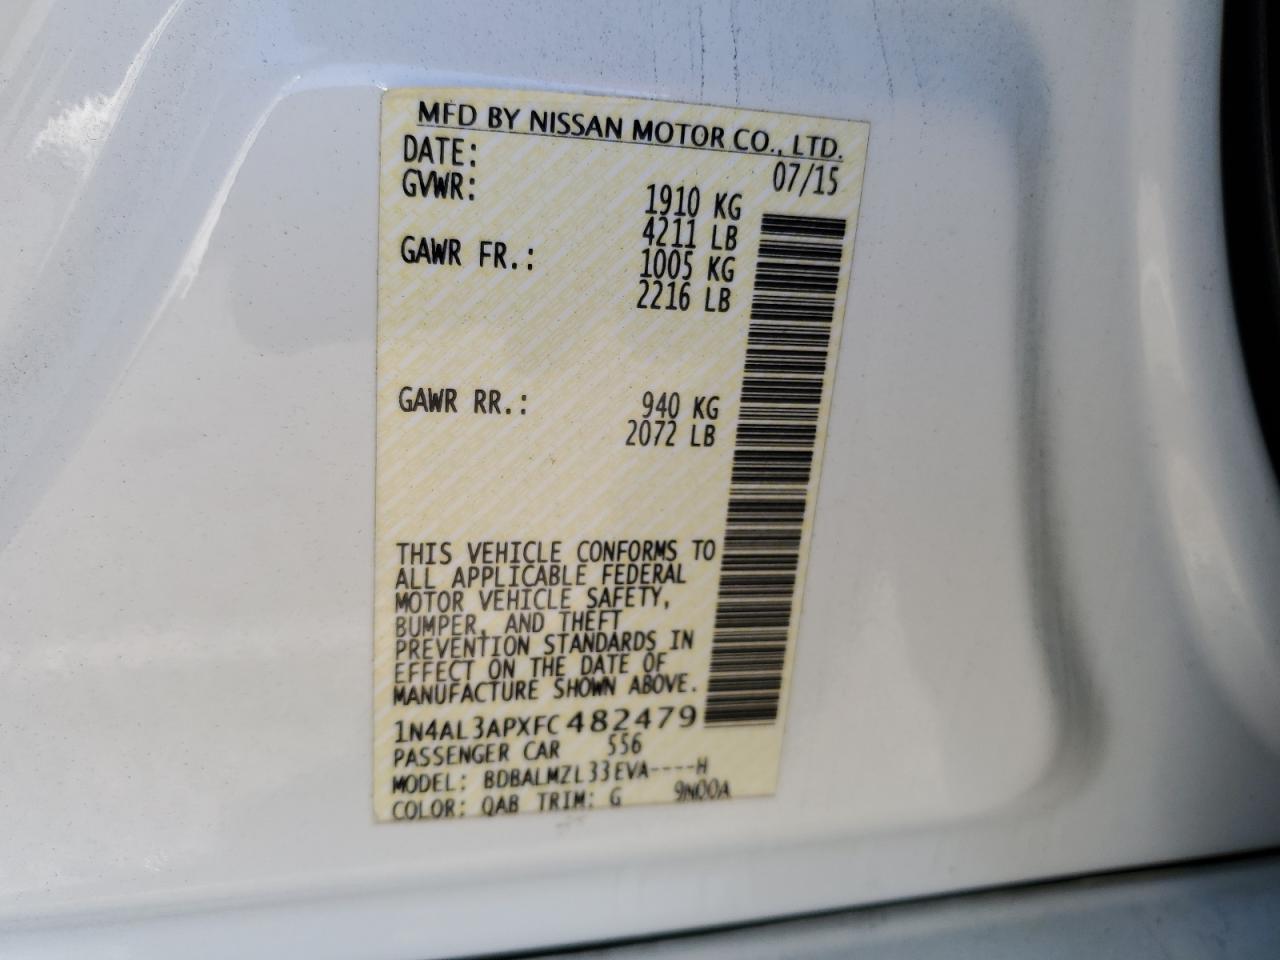 MFD BY NISSAN MOTOR CO., LTD.
DATE: 07/15
GVWR: 1910 KG
4211 LB
GAWR FR.: 1005 KG
2216 LB
GAWR RR.: 940 KG
2072 LB
THIS VEHICLE CONFORMS TO
ALL APPLICABLE FEDERAL
MOTOR VEHICLE SAFETY,
BUMPER, AND THEFT
PREVENTION STANDARDS IN
EFFECT ON THE DATE OF
MANUFACTURE SHOWN ABOVE.
1N4AL3APXFC482479
PASSENGER CAR 556
MODEL: BDBALMZL33EVA----H
COLOR: QAB TRIM: G 9N00A